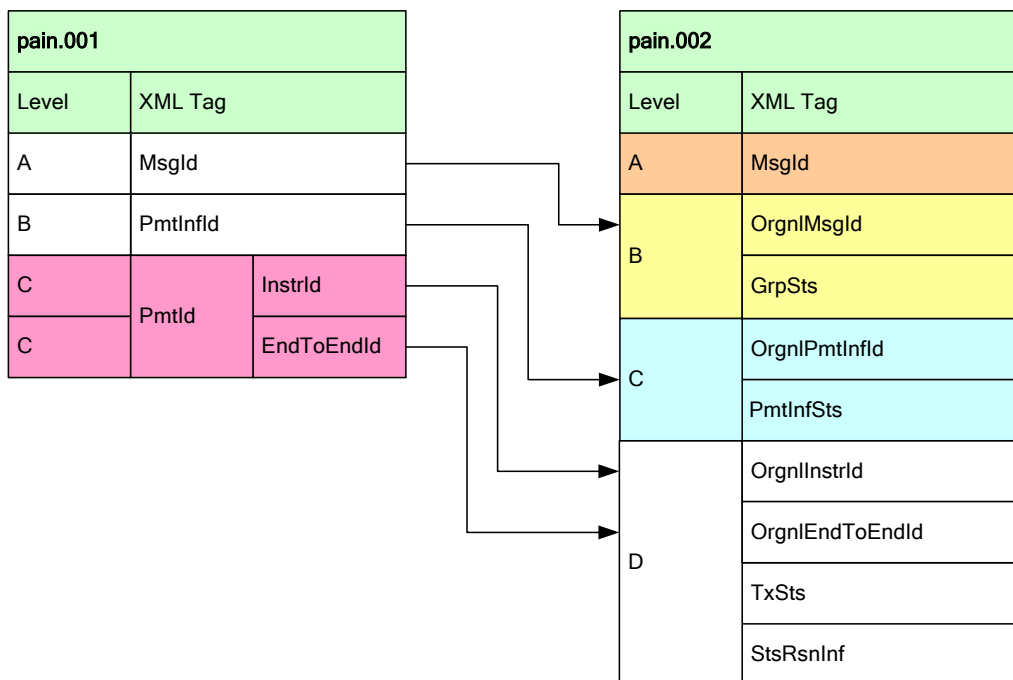 pain.001
Level XML Tag
A MsgId
B PmtInfId
C PmtId InstrId
C EndToEndId
pain.002
Level XML Tag
A MsgId
B OrgnlMsgId
GrpSts
C OrgnlPmtInfId
PmtInfSts
D OrgnlInstrId
OrgnlEndToEndId
TxSts
StsRsnInf